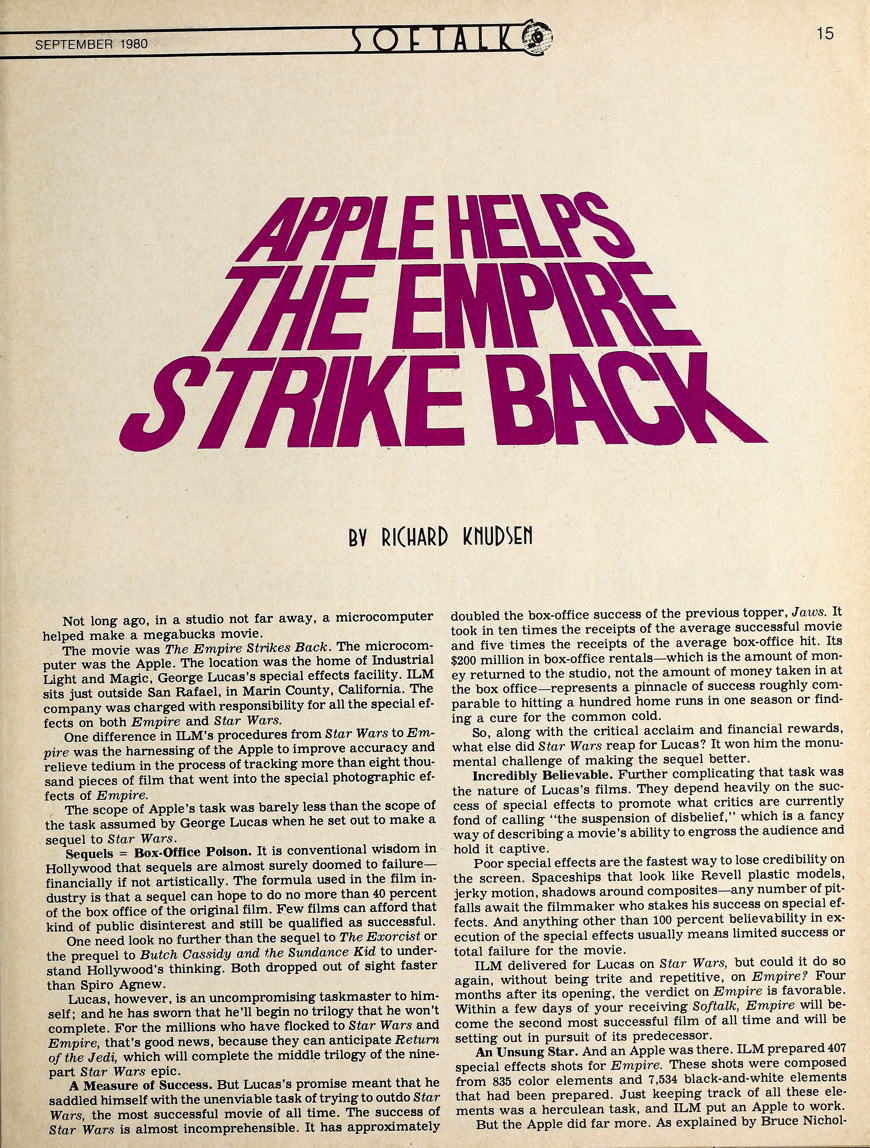 SEPTEMBER 1980
SOFTALK
15
APPLE HELPS
THE EMPIRE
STRIKE BACK
BY RICHARD KNUDSEN
Not long ago, in a studio not far away, a microcomputer
helped make a megabucks movie.
The movie was The Empire Strikes Back. The microcom-
puter was the Apple. The location was the home of Industrial
Light and Magic, George Lucas's special effects facility. ILM
sits just outside San Rafael, in Marin County, California. The
company was charged with responsibility for all the special ef-
fects on both Empire and Star Wars.
One difference in ILM's procedures from Star Wars to Em-
pire was the harnessing of the Apple to improve accuracy and
relieve tedium in the process of tracking more than eight thou-
sand pieces of film that went into the special photographic ef-
fects of Empire.
The scope of Apple's task was barely less than the scope of
the task assumed by George Lucas when he set out to make a
sequel to Star Wars.
Sequels = Box-Office Poison. It is conventional wisdom in
Hollywood that sequels are almost surely doomed to failure—
financially if not artistically. The formula used in the film in-
dustry is that a sequel can hope to do no more than 40 percent
of the box office of the original film. Few films can afford that
kind of public disinterest and still be qualified as successful.
One need look no further than the sequel to The Exorcist or
the prequel to Butch Cassidy and the Sundance Kid to under-
stand Hollywood's thinking. Both dropped out of sight faster
than Spiro Agnew.
Lucas, however, is an uncompromising taskmaster to him-
self; and he has sworn that he'll begin no trilogy that he won't
complete. For the millions who have flocked to Star Wars and
Empire, that's good news, because they can anticipate Return
of the Jedi, which will complete the middle trilogy of the nine-
part Star Wars epic.
A Measure of Success. But Lucas's promise meant that he
saddled himself with the unenviable task of trying to outdo Star
Wars, the most successful movie of all time. The success of
Star Wars is almost incomprehensible. It has approximately
doubled the box-office success of the previous topper, Jaws. It
took in ten times the receipts of the average successful movie
and five times the receipts of the average box-office hit. Its
$200 million in box-office rentals—which is the amount of mon-
ey returned to the studio, not the amount of money taken in at
the box office—represents a pinnacle of success roughly com-
parable to hitting a hundred home runs in one season or find-
ing a cure for the common cold.
So, along with the critical acclaim and financial rewards,
what else did Star Wars reap for Lucas? It won him the monu-
mental challenge of making the sequel better.
Incredibly Believable. Further complicating that task was
the nature of Lucas's films. They depend heavily on the suc-
cess of special effects to promote what critics are currently
fond of calling "the suspension of disbelief," which is a fancy
way of describing a movie's ability to engross the audience and
hold it captive.
Poor special effects are the fastest way to lose credibility on
the screen. Spaceships that look like Revell plastic models,
jerky motion, shadows around composites—any number of pit-
falls await the filmmaker who stakes his success on special ef-
fects. And anything other than 100 percent believability in ex-
ecution of the special effects usually means limited success or
total failure for the movie.
ILM delivered for Lucas on Star Wars, but could it do so
again, without being trite and repetitive, on Empire? Four
months after its opening, the verdict on Empire is favorable.
Within a few days of your receiving Softalk, Empire will be-
come the second most successful film of all time and will be
setting out in pursuit of its predecessor.
An Unsung Star. And an Apple was there. ILM prepared 407
special effects shots for Empire. These shots were composed
from 835 color elements and 7,534 black-and-white elements
that had been prepared. Just keeping track of all these ele-
ments was a herculean task, and ILM put an Apple to work.
But the Apple did far more. As explained by Bruce Nichol-